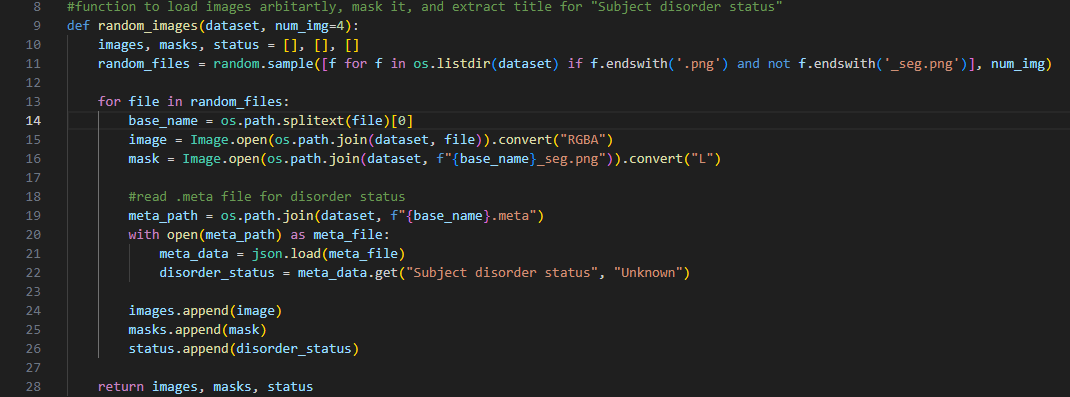 8 #function to load images arbitartly, mask it, and extract title for "Subject disorder status"
9 def random_images(dataset, num_img=4):
10 images, masks, status = [], [], []
11 random_files = random.sample([f for f in os.listdir(dataset) if f.endswith('.png') and not f.endswith('_seg.png')], num_img)
12
13 for file in random_files:
14 base_name = os.path.splitext(file)[0]
15 image = Image.open(os.path.join(dataset, file)).convert("RGBA")
16 mask = Image.open(os.path.join(dataset, f"{base_name}_seg.png")).convert("L")
17
18 #read .meta file for disorder status
19 meta_path = os.path.join(dataset, f"{base_name}.meta")
20 with open(meta_path) as meta_file:
21 meta_data = json.load(meta_file)
22 disorder_status = meta_data.get("Subject disorder status", "Unknown")
23
24 images.append(image)
25 masks.append(mask)
26 status.append(disorder_status)
27
28 return images, masks, status